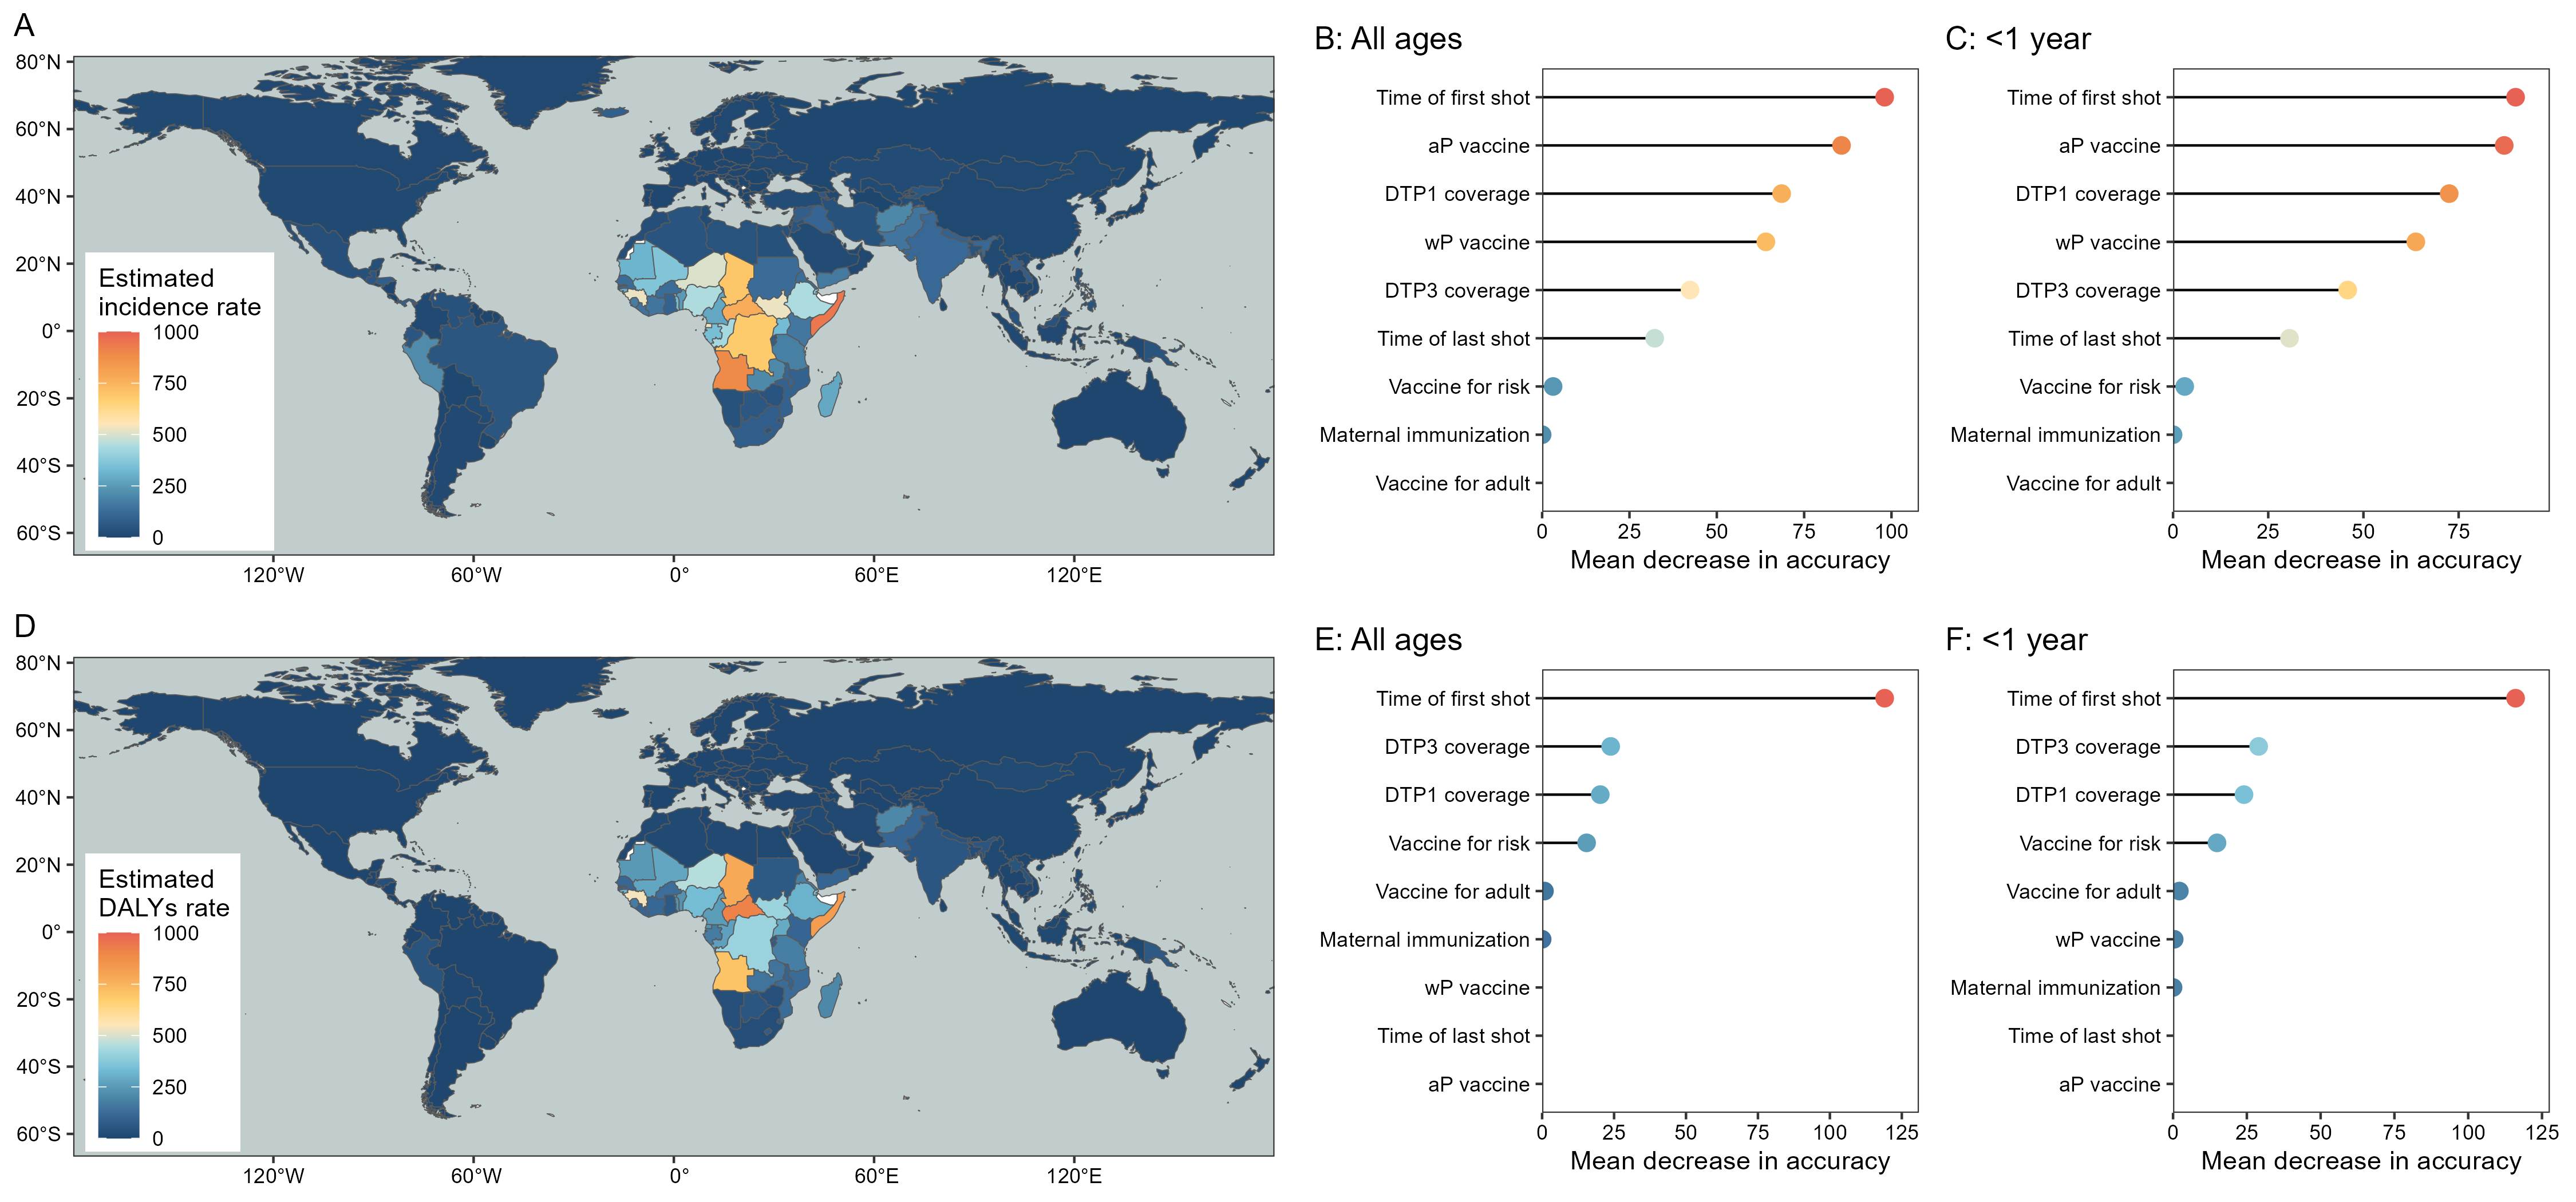 A
80°N
60°N
40°N
20°N
0°
20°S
40°S
60°S
Estimated
incidence rate
1000
750
500
250
0
120°W
60°W
0°
60°E
120°E
B: All ages
Time of first shot
aP vaccine
DTP1 coverage
wP vaccine
DTP3 coverage
Time of last shot
Vaccine for risk
Maternal immunization
Vaccine for adult
0
25
50
75
100
Mean decrease in accuracy
C: <1 year
Time of first shot
aP vaccine
DTP1 coverage
wP vaccine
DTP3 coverage
Time of last shot
Vaccine for risk
Maternal immunization
Vaccine for adult
0
25
50
75
Mean decrease in accuracy
D
80°N
60°N
40°N
20°N
0°
20°S
40°S
60°S
Estimated
DALYs rate
1000
750
500
250
0
120°W
60°W
0°
60°E
120°E
E: All ages
Time of first shot
DTP3 coverage
DTP1 coverage
Vaccine for risk
Vaccine for adult
Maternal immunization
wP vaccine
Time of last shot
aP vaccine
0
25
50
75
100
125
Mean decrease in accuracy
F: <1 year
Time of first shot
DTP3 coverage
DTP1 coverage
Vaccine for risk
Vaccine for adult
wP vaccine
Maternal immunization
Time of last shot
aP vaccine
0
25
50
75
100
125
Mean decrease in accuracy